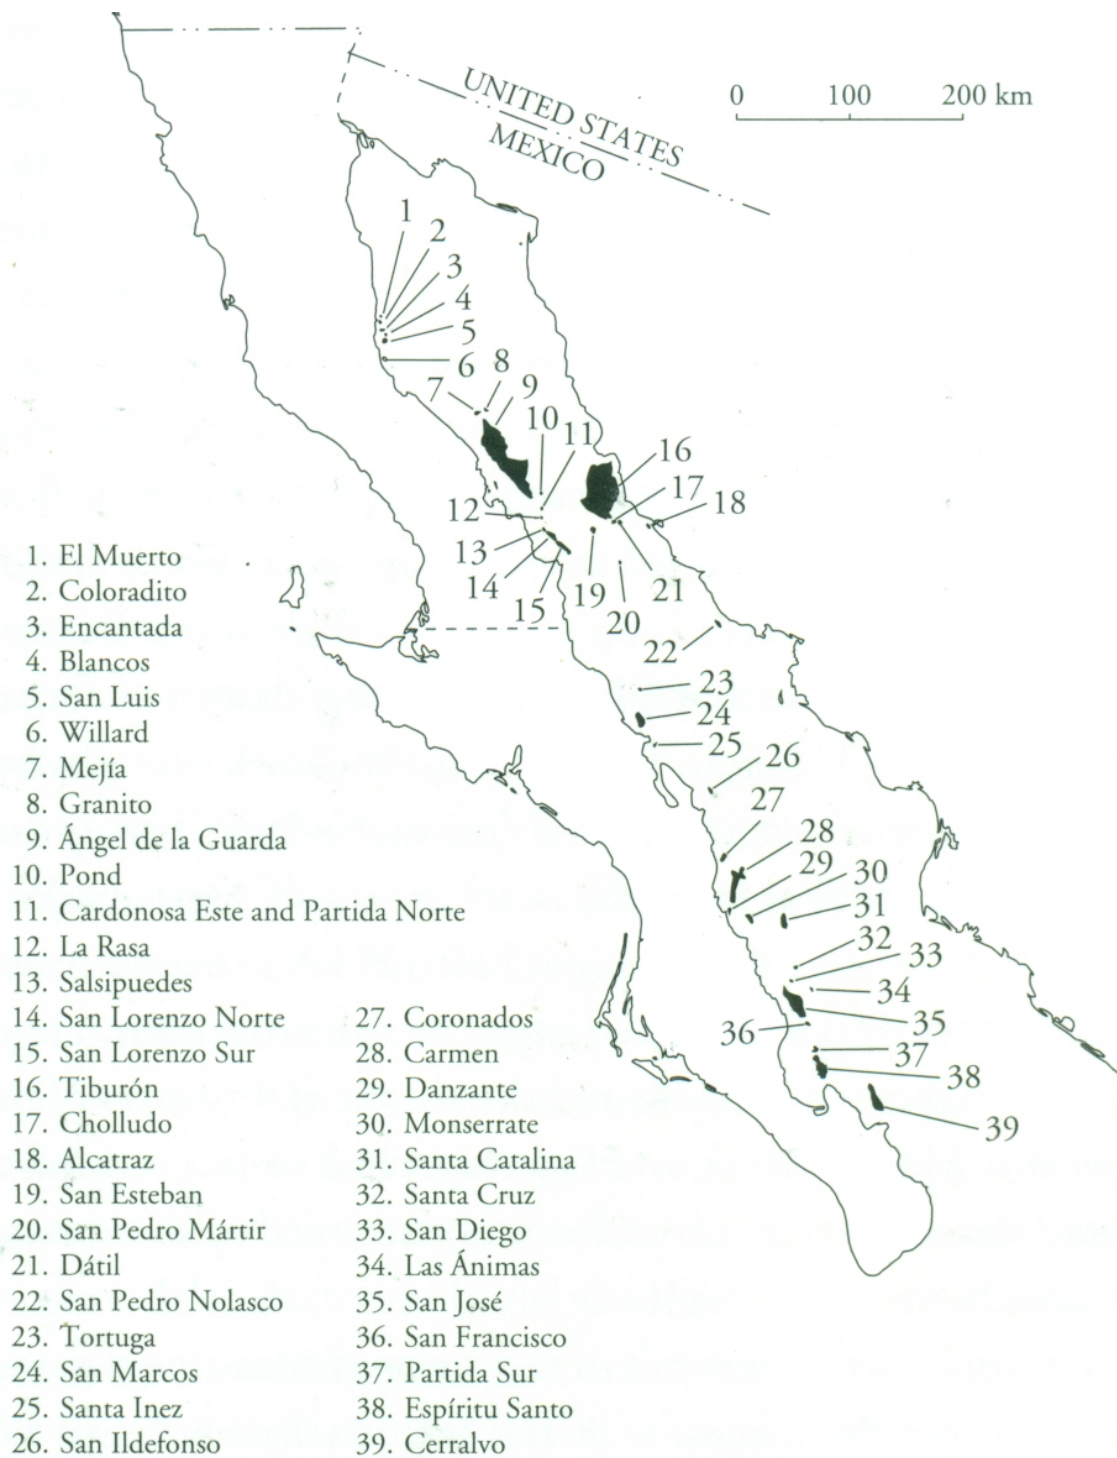 UNITED STATES
MEXICO
0 100 200 km
1
2
3
4
5
6
7
8
9
10
11
12
13
14
15
16
17
18
19
20
21
22
23
24
25
26
27
28
29
30
31
32
33
34
35
36
37
38
39
1. El Muerto
2. Coloradito
3. Encantada
4. Blancos
5. San Luis
6. Willard
7. Mejía
8. Granito
9. Ángel de la Guarda
10. Pond
11. Cardonosa Este and Partida Norte
12. La Rasa
13. Salsipuedes
14. San Lorenzo Norte
15. San Lorenzo Sur
16. Tiburón
17. Cholludo
18. Alcatraz
19. San Esteban
20. San Pedro Mártir
21. Dátil
22. San Pedro Nolasco
23. Tortuga
24. San Marcos
25. Santa Inez
26. San Ildefonso
27. Coronados
28. Carmen
29. Danzante
30. Monserrate
31. Santa Catalina
32. Santa Cruz
33. San Diego
34. Las Ánimas
35. San José
36. San Francisco
37. Partida Sur
38. Espíritu Santo
39. Cerralvo